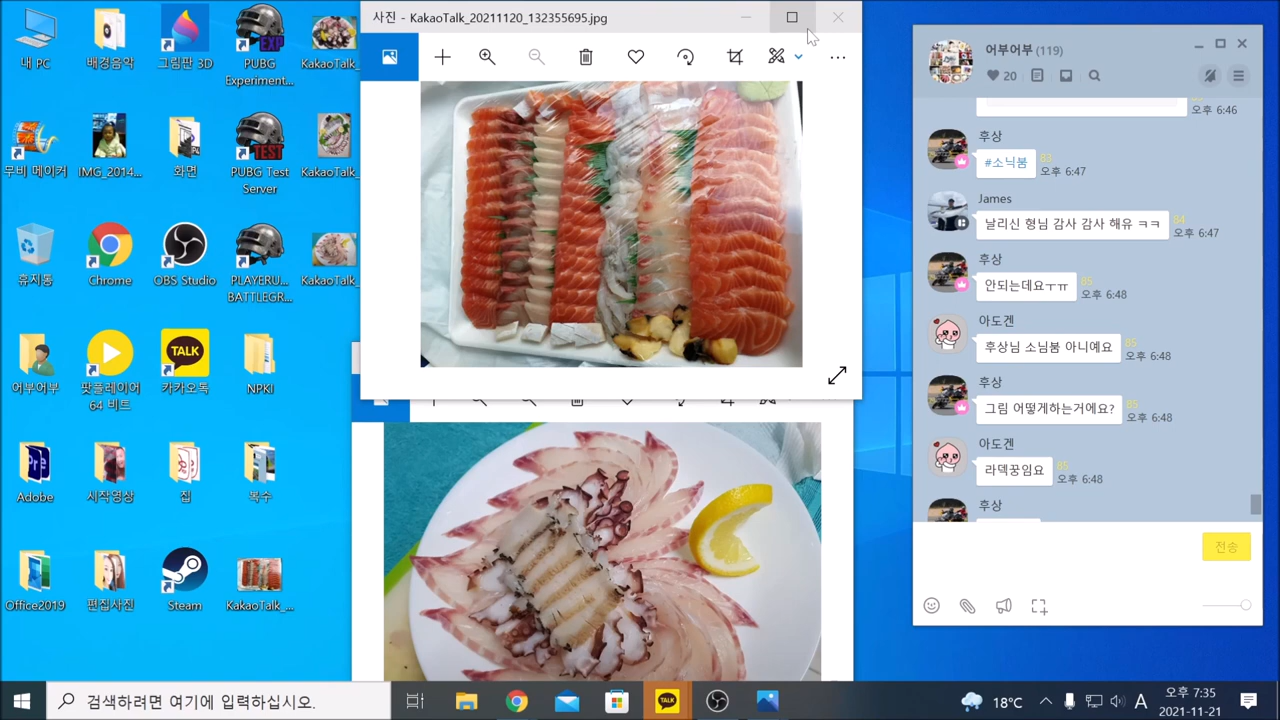 내 PC
배경음악
그림판 3D
PUBG
Experiment...
KakaoTalk_
무비 메이커
IMG_2014...
화면
PUBG Test
Server
KakaoTalk_
휴지통
Chrome
OBS Studio
PLAYERU...
BATTLEGR...
KakaoTalk_
어부어부
팟플레이어
64 비트
TALK
카카오톡
NPKI
Adobe
시작영상
집
복수
Office2019
편집사진
Steam
KakaoTalk_...
사진 - KakaoTalk_20211120_132355695.jpg
어부어부 (119)
20
오후 6:46
후상
#소닉붐
83
오후 6:47
James
날리신 형님 감사 감사 해유 ㅋㅋ
84
오후 6:47
후상
안되는데요ㅜㅠ
85
오후 6:48
아도겐
후상님 소닉붐 아니예요
85
오후 6:48
후상
그림 어떻게하는거에요?
85
오후 6:48
아도겐
라덱꿍임요
85
오후 6:48
후상
전송
검색하려면 여기에 입력하십시오.
TALK
18°C
A
오후 7:35
2021-11-21